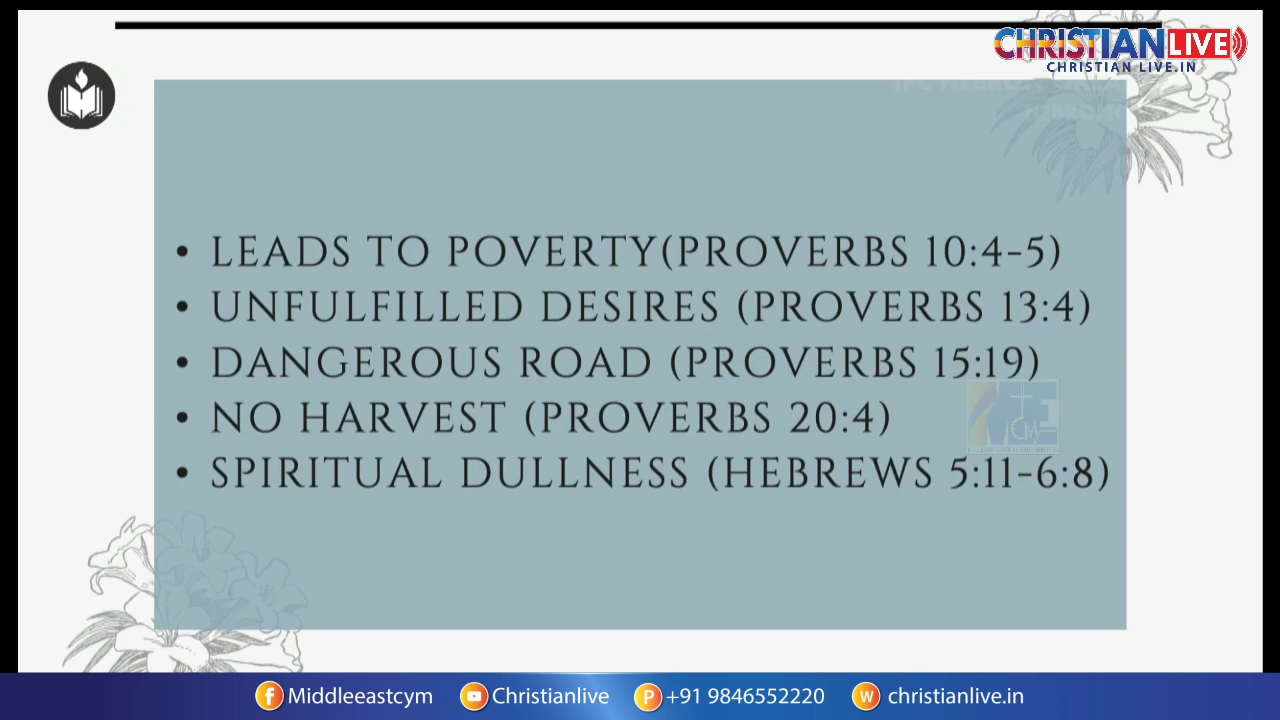 CHRISTIAN LIVE
CHRISTIAN LIVE.IN
• LEADS TO POVERTY(PROVERBS 10:4-5)
• UNFULFILLED DESIRES (PROVERBS 13:4)
• DANGEROUS ROAD (PROVERBS 15:19)
• NO HARVEST (PROVERBS 20:4)
• SPIRITUAL DULLNESS (HEBREWS 5:11-6:8)
f Middleeastcym Christianlive P +91 9846552220 W christianlive.in